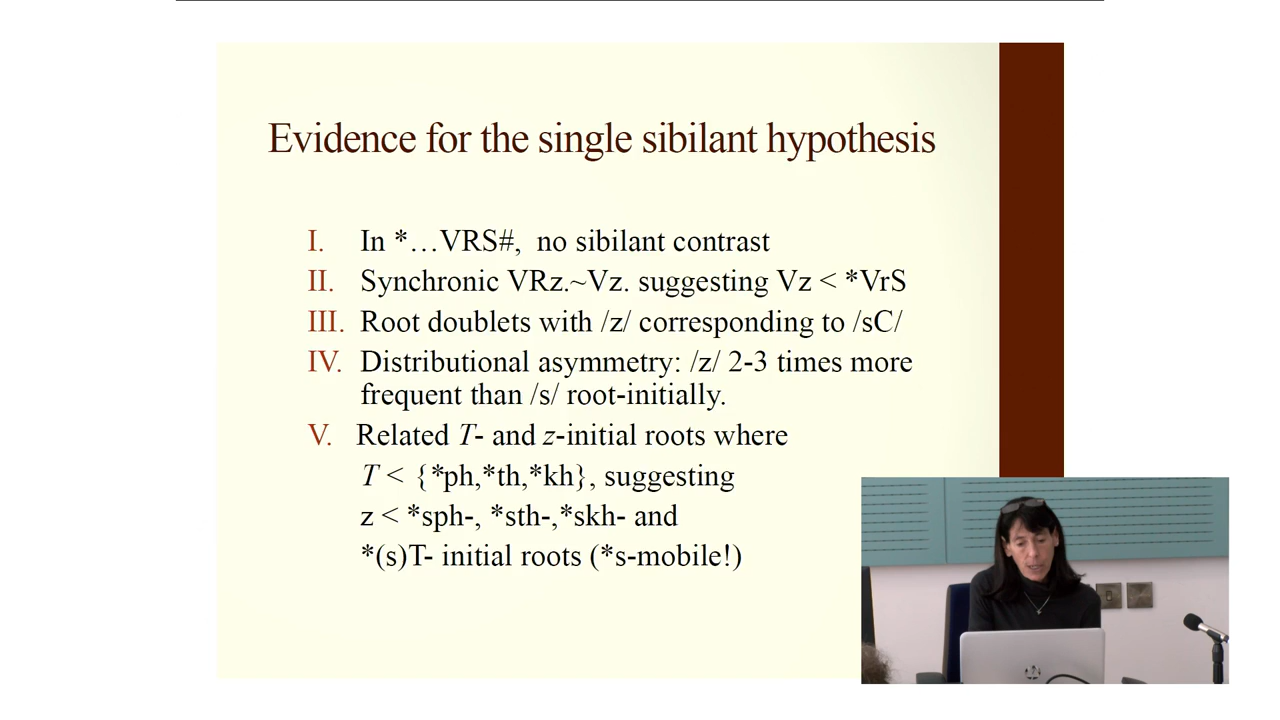 Evidence for the single sibilant hypothesis
I. In *…VRS#, no sibilant contrast
II. Synchronic VRz.~Vz. suggesting Vz < *VrS
III. Root doublets with /z/ corresponding to /sC/
IV. Distributional asymmetry: /z/ 2-3 times more
frequent than /s/ root-initially.
V. Related T- and z-initial roots where
T < {*ph,*th,*kh}, suggesting
z < *sph-, *sth-,*skh- and
*(s)T- initial roots (*s-mobile!)